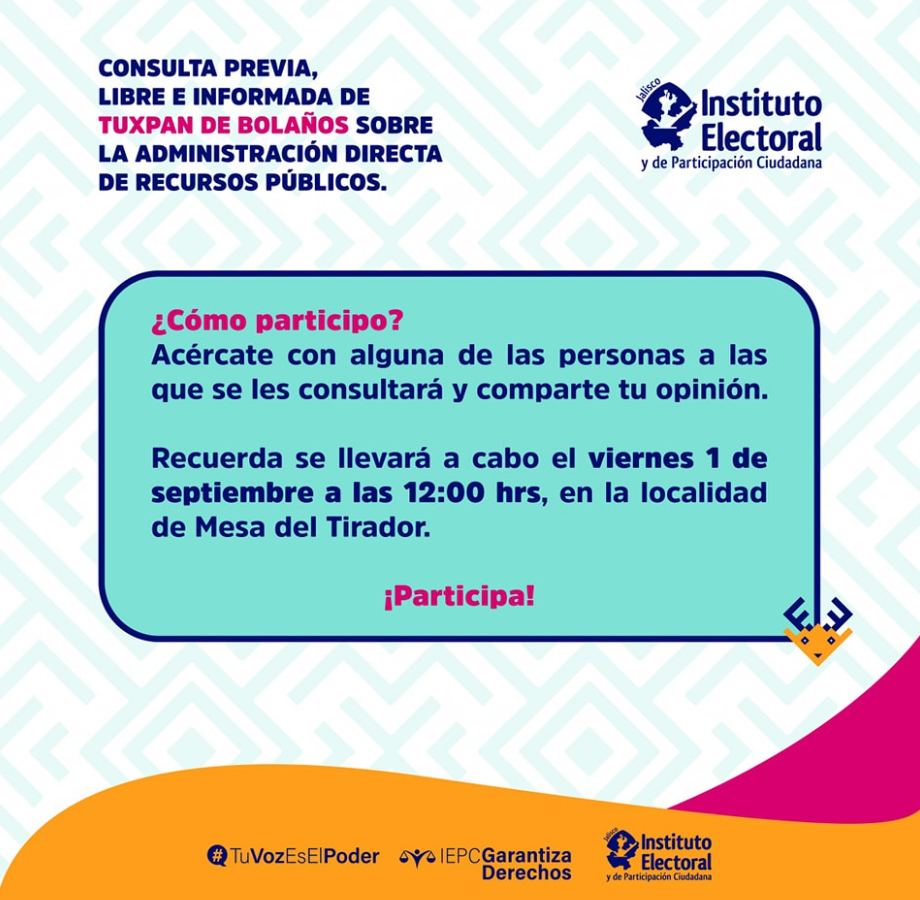 CONSULTA PREVIA,
LIBRE E INFORMADA DE
TUXPAN DE BOLAÑOS SOBRE
LA ADMINISTRACIÓN DIRECTA
DE RECURSOS PÚBLICOS.
Jalisco
Instituto
Electoral
y de Participación Ciudadana
¿Cómo participo?
Acércate con alguna de las personas a las
que se les consultará y comparte tu opinión.
Recuerda se llevará a cabo el viernes 1 de
septiembre a las 12:00 hrs, en la localidad
de Mesa del Tirador.
¡Participa!
#TuVozEsElPoder
IEPCGarantiza
Derechos
Jalisco
Instituto
Electoral
y de Participación Ciudadana